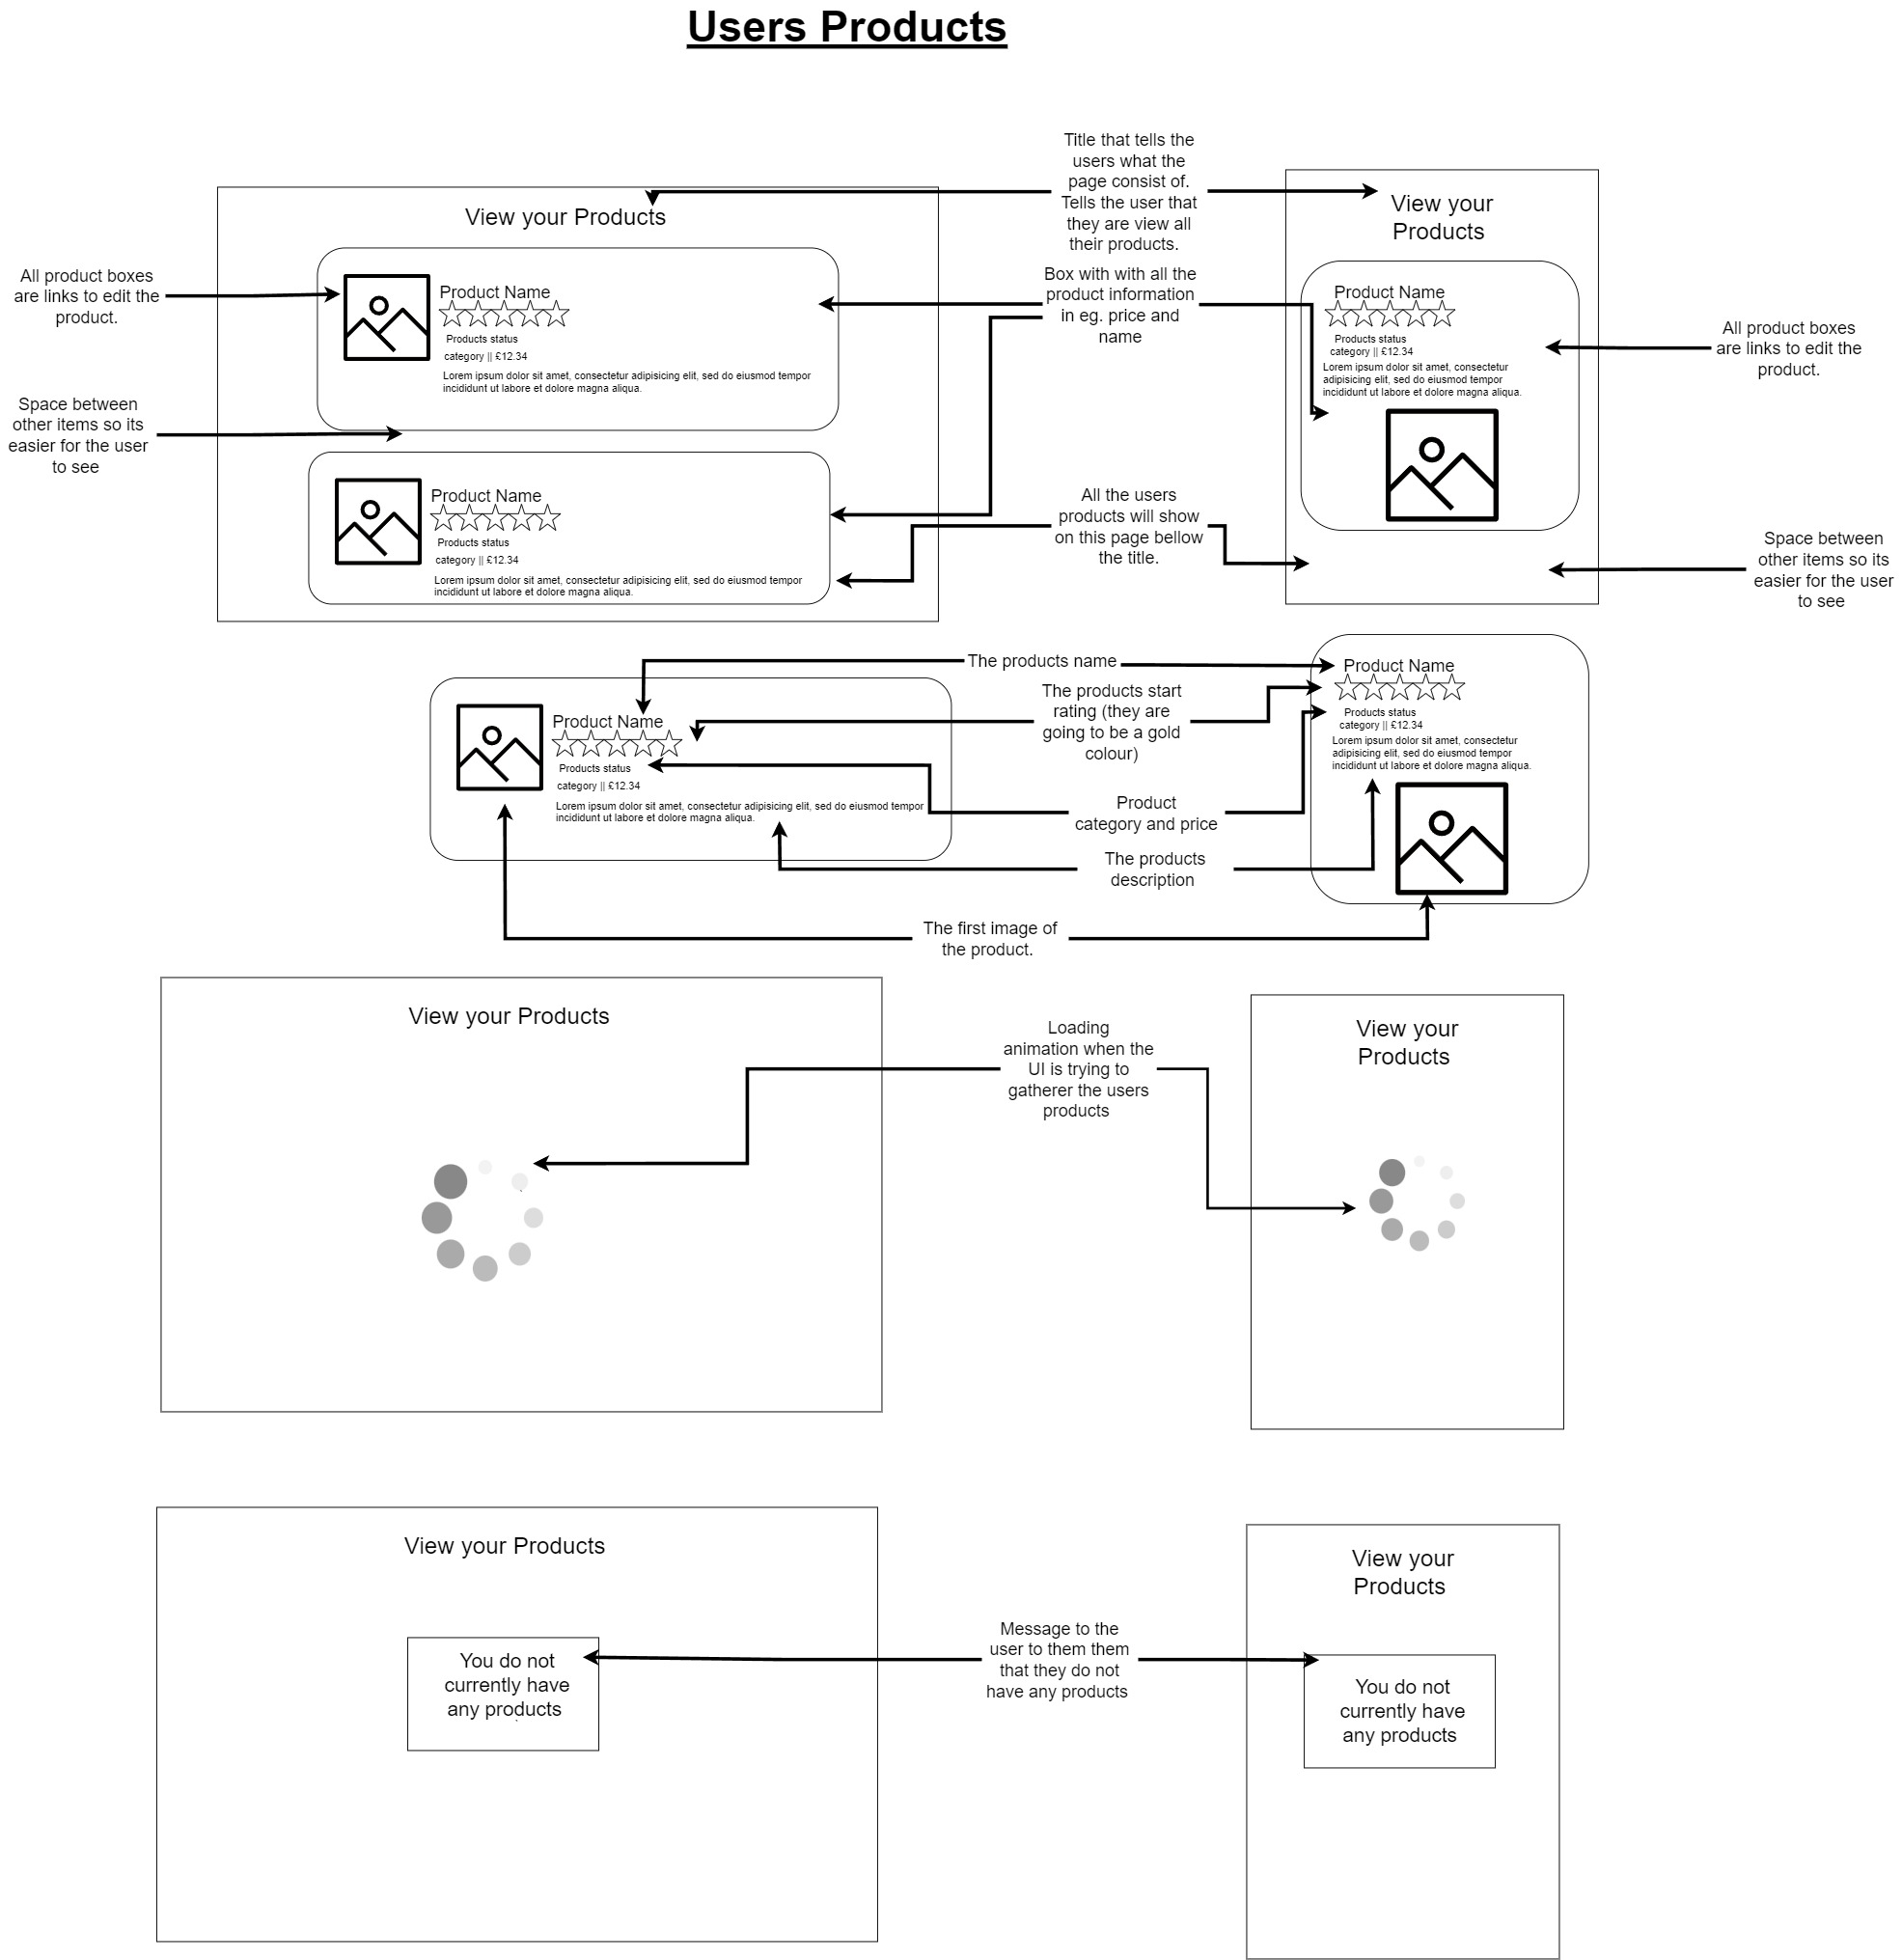 Users Products
Title that tells the
users what the
page consist of.
Tells the user that
they are view all
their products.
View your Products
View your
Products
All product boxes
are links to edit the
product.
Product Name
Products status
category || £12.34
Lorem ipsum dolor sit amet, consectetur adipisicing elit, sed do eiusmod tempor
incididunt ut labore et dolore magna aliqua.
Box with with all the
product information
in eg. price and
name
Product Name
Products status
category || £12.34
Lorem ipsum dolor sit amet, consectetur
adipisicing elit, sed do eiusmod tempor
incididunt ut labore et dolore magna aliqua.
All product boxes
are links to edit the
product.
Space between
other items so its
easier for the user
to see
Product Name
Products status
category || £12.34
Lorem ipsum dolor sit amet, consectetur adipisicing elit, sed do eiusmod tempor
incididunt ut labore et dolore magna aliqua.
All the users
products will show
on this page bellow
the title.
Space between
other items so its
easier for the user
to see
The products name
Product Name
Products status
category || £12.34
Lorem ipsum dolor sit amet, consectetur adipisicing elit, sed do eiusmod tempor
incididunt ut labore et dolore magna aliqua.
The products start
rating (they are
going to be a gold
colour)
Product Name
Products status
category || £12.34
Lorem ipsum dolor sit amet, consectetur
adipisicing elit, sed do eiusmod tempor
incididunt ut labore et dolore magna aliqua.
Product
category and price
The products
description
The first image of
the product.
View your Products
Loading
animation when the
UI is trying to
gatherer the users
products
View your
Products
View your Products
View your
Products
You do not
currently have
any products
Message to the
user to them them
that they do not
have any products
You do not
currently have
any products